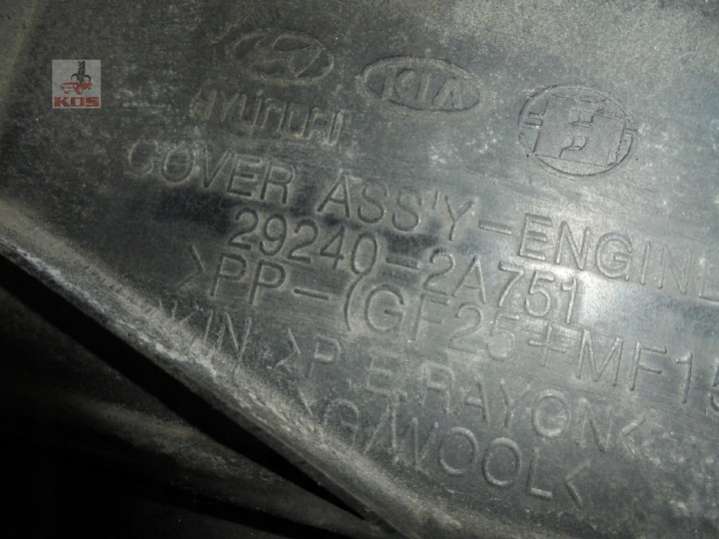 KOS
HYUNDAI KIA
COVER ASS'Y-ENGINE
29240-2A751
>PP-(GF25+MF15
>P.E.RAYON<
>G/WOOL<